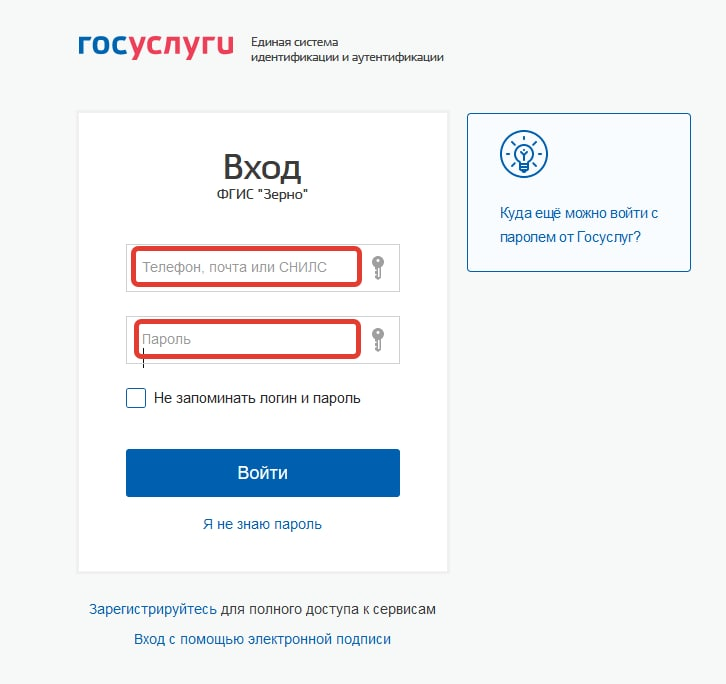 госуслуги
Единая система
идентификации и аутентификации
Вход
ФГИС "Зерно"
Телефон, почта или СНИЛС
Пароль
Не запоминать логин и пароль
Войти
Я не знаю пароль
Куда ещё можно войти с
паролем от Госуслуг?
Зарегистрируйтесь для полного доступа к сервисам
Вход с помощью электронной подписи